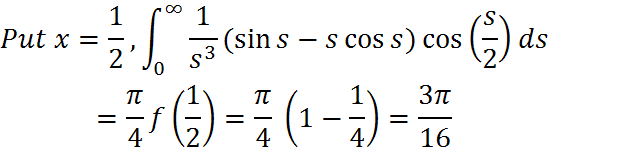 Put x = 1/2, ∫₀^∞ 1/s³ (sin s − s cos s) cos (s/2) ds
= π/4 f (1/2) = π/4 (1 − 1/4) = 3π/16